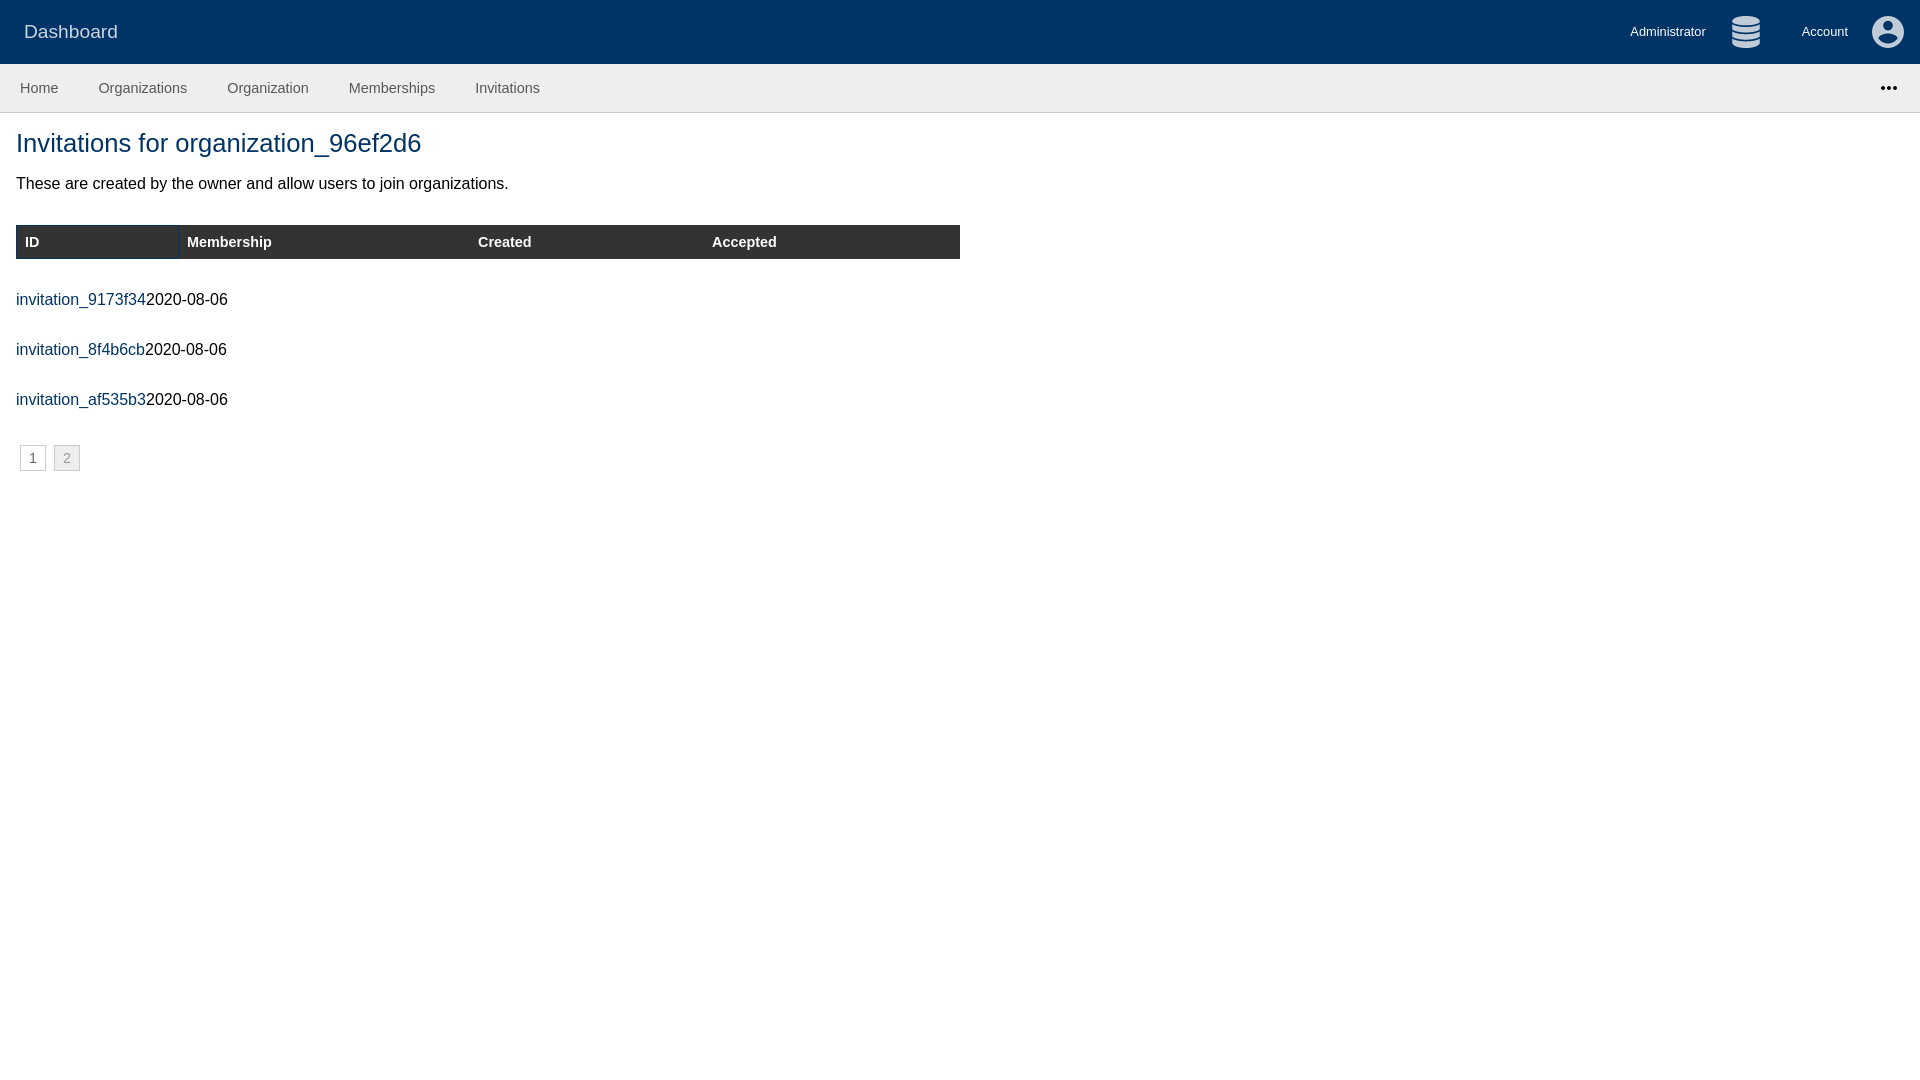 Dashboard
Administrator
Account
Home Organizations Organization Memberships Invitations
Invitations for organization_96ef2d6
These are created by the owner and allow users to join organizations.
ID Membership Created Accepted
invitation_9173f342020-08-06
invitation_8f4b6cb2020-08-06
invitation_af535b32020-08-06
1 2